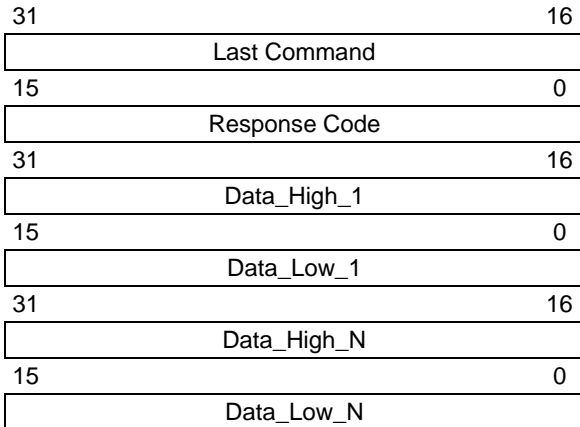 31 16
Last Command
15 0
Response Code
31 16
Data_High_1
15 0
Data_Low_1
31 16
Data_High_N
15 0
Data_Low_N